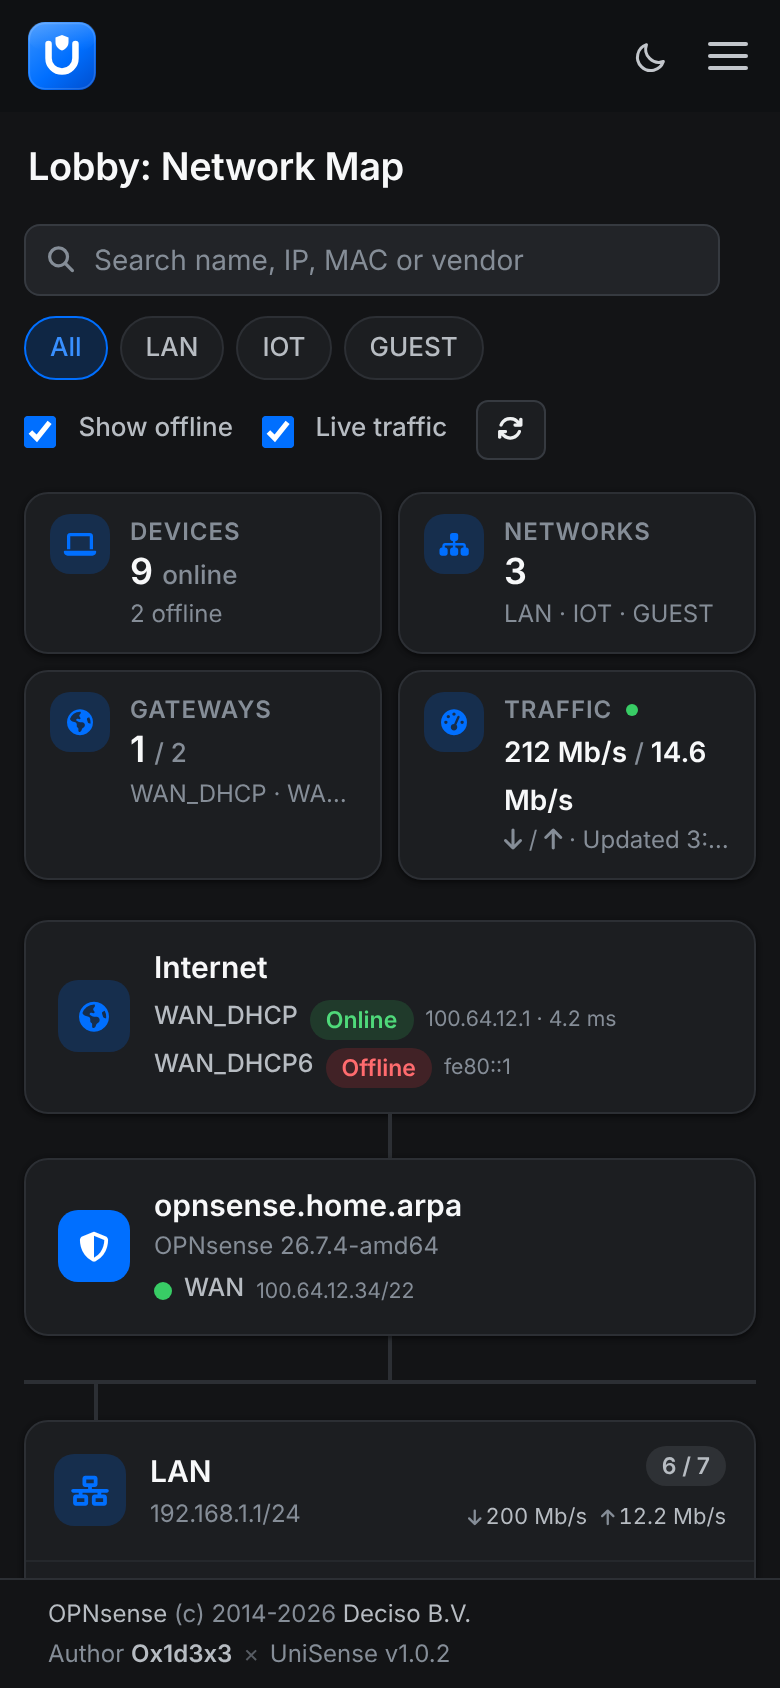 Lobby: Network Map
Search name, IP, MAC or vendor
All
LAN
IOT
GUEST
Show offline
Live traffic
DEVICES
9 online
2 offline
NETWORKS
3
LAN · IOT · GUEST
GATEWAYS
1 / 2
WAN_DHCP · WA...
TRAFFIC
212 Mb/s / 14.6
Mb/s
↓ / ↑ · Updated 3:...
Internet
WAN_DHCP Online 100.64.12.1 · 4.2 ms
WAN_DHCP6 Offline fe80::1
opnsense.home.arpa
OPNsense 26.7.4-amd64
WAN 100.64.12.34/22
LAN
6 / 7
192.168.1.1/24
↓200 Mb/s ↑12.2 Mb/s
OPNsense (c) 2014-2026 Deciso B.V.
Author Ox1d3x3 × UniSense v1.0.2